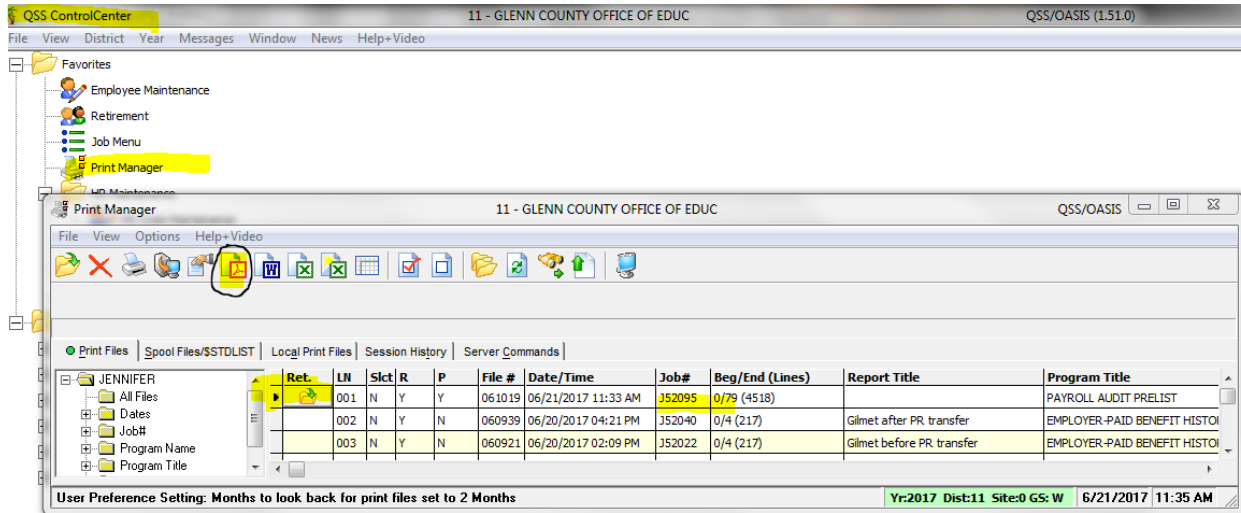 QSS ControlCenter 11 - GLENN COUNTY OFFICE OF EDUC QSS/OASIS (1.51.0)
File View District Year Messages Window News Help+Video
Favorites
Employee Maintenance
Retirement
Job Menu
Print Manager
HR Maintenance
Print Manager 11 - GLENN COUNTY OFFICE OF EDUC QSS/OASIS
File View Options Help+Video
Print Files Spool Files/$STDLIST Local Print Files Session History Server Commands
JENNIFER
All Files
Dates
Job#
Program Name
Program Title
Ret. LN Slct R P File # Date/Time Job# Beg/End (Lines) Report Title Program Title
001 N Y Y 061019 06/21/2017 11:33 AM J52095 0/79 (4518) PAYROLL AUDIT PRELIST
002 N Y N 060939 06/20/2017 04:21 PM J52040 0/4 (217) Gilmet after PR transfer EMPLOYER-PAID BENEFIT HISTO
003 N Y N 060921 06/20/2017 02:09 PM J52022 0/4 (217) Gilmet before PR transfer EMPLOYER-PAID BENEFIT HISTO
User Preference Setting: Months to look back for print files set to 2 Months Yr:2017 Dist:11 Site:0 GS: W 6/21/2017 11:35 AM